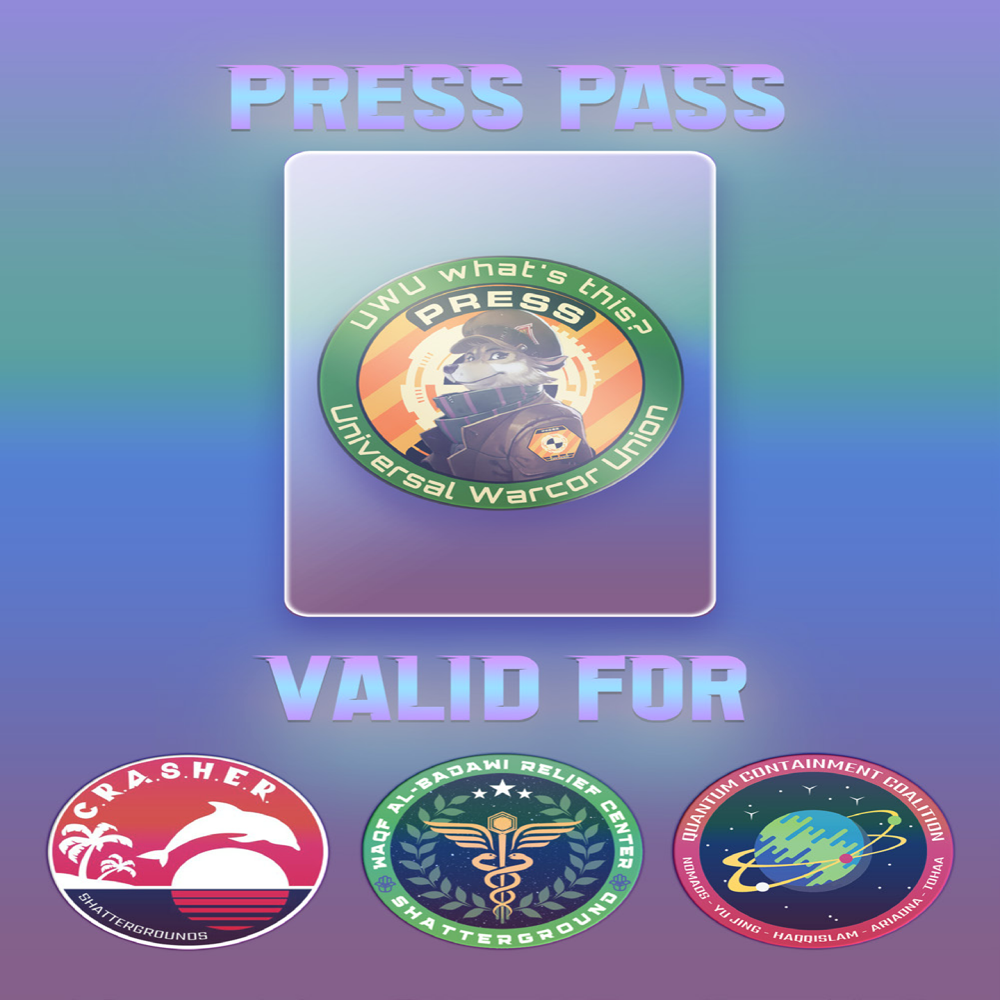 PRESS PASS
UWU what's this?
PRESS
Universal Warcor Union
VALID FOR
C.R.A.S.H.E.R.
SHATTERGROUNDS
WAQF AL-BADAWI RELIEF CENTER
SHATTERGROUND
QUANTUM CONTAINMENT COALITION
NOMADS - YU JING - HAQQISLAM - ARIADNA - TOHAA